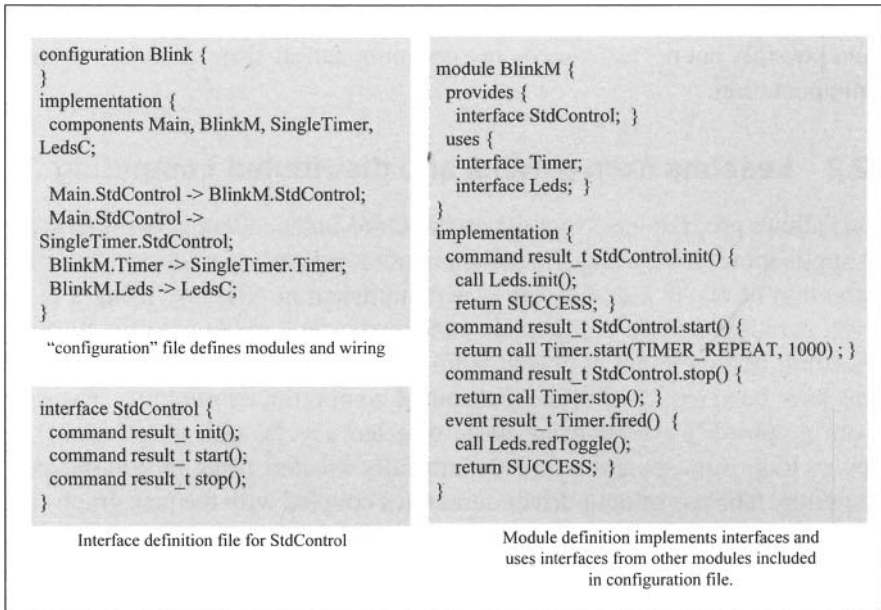 configuration Blink {
}
implementation {
components Main, BlinkM, SingleTimer,
LedsC;
Main.StdControl -> BlinkM.StdControl;
Main.StdControl ->
SingleTimer.StdControl;
BlinkM.Timer -> SingleTimer.Timer;
BlinkM.Leds -> LedsC;
}
"configuration" file defines modules and wiring
interface StdControl {
command result_t init();
command result_t start();
command result_t stop();
}
Interface definition file for StdControl
module BlinkM {
provides {
interface StdControl; }
uses {
interface Timer;
interface Leds; }
}
implementation {
command result_t StdControl.init() {
call Leds.init();
return SUCCESS; }
command result_t StdControl.start() {
return call Timer.start(TIMER_REPEAT, 1000) ; }
command result_t StdControl.stop() {
return call Timer.stop(); }
event result_t Timer.fired() {
call Leds.redToggle();
return SUCCESS; }
}
Module definition implements interfaces and
uses interfaces from other modules included
in configuration file.